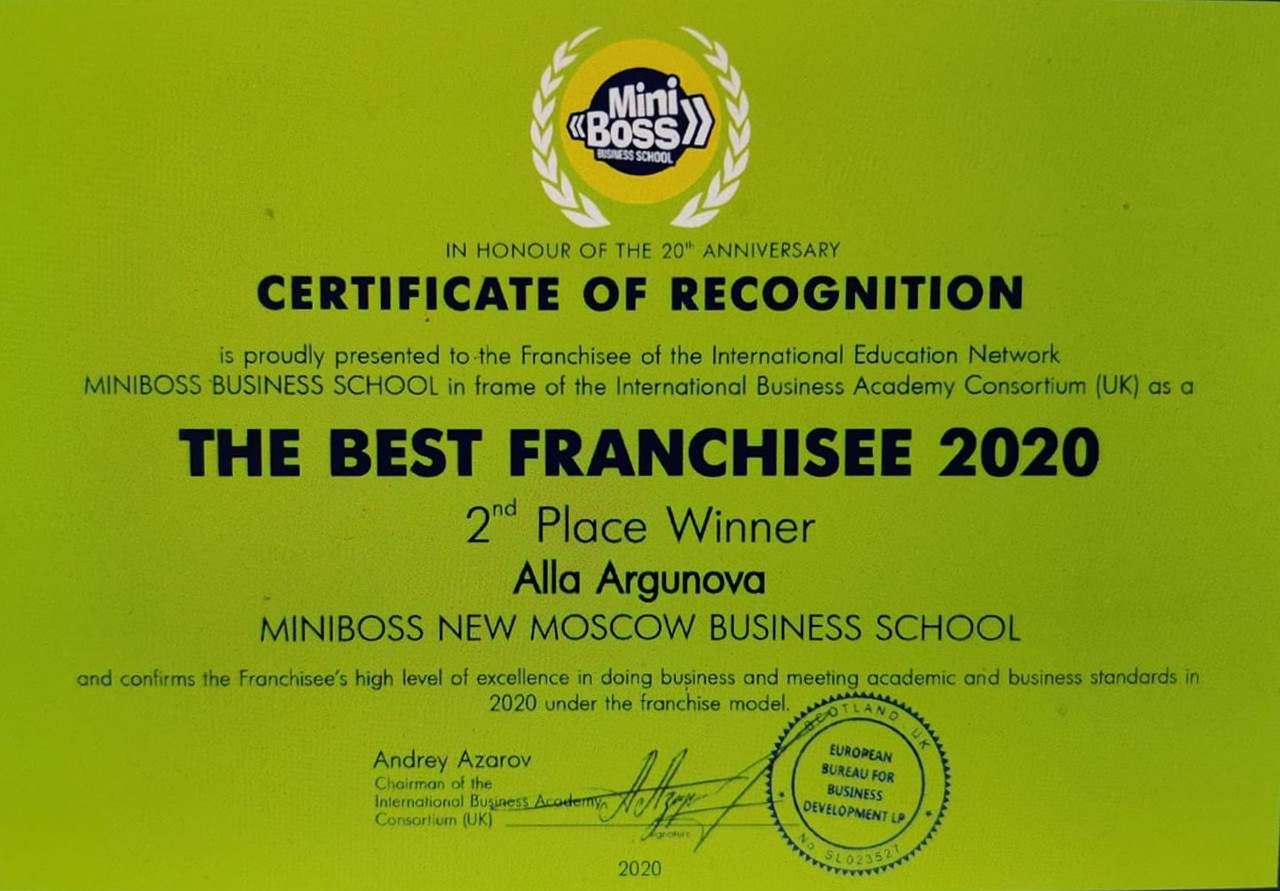 Mini
Boss
BUSINESS SCHOOL
IN HONOUR OF THE 20th ANNIVERSARY
CERTIFICATE OF RECOGNITION
is proudly presented to the Franchisee of the International Education Network
MINIBOSS BUSINESS SCHOOL in frame of the International Business Academy Consortium (UK) as a
THE BEST FRANCHISEE 2020
2nd Place Winner
Alla Argunova
MINIBOSS NEW MOSCOW BUSINESS SCHOOL
and confirms the Franchisee's high level of excellence in doing business and meeting academic and business standards in
2020 under the franchise model.
Andrey Azarov
Chairman of the
International Business Academy
Consortium (UK)
signature
SCOTLAND UK
EUROPEAN
BUREAU FOR
BUSINESS
DEVELOPMENT LP
No. SL023527
2020